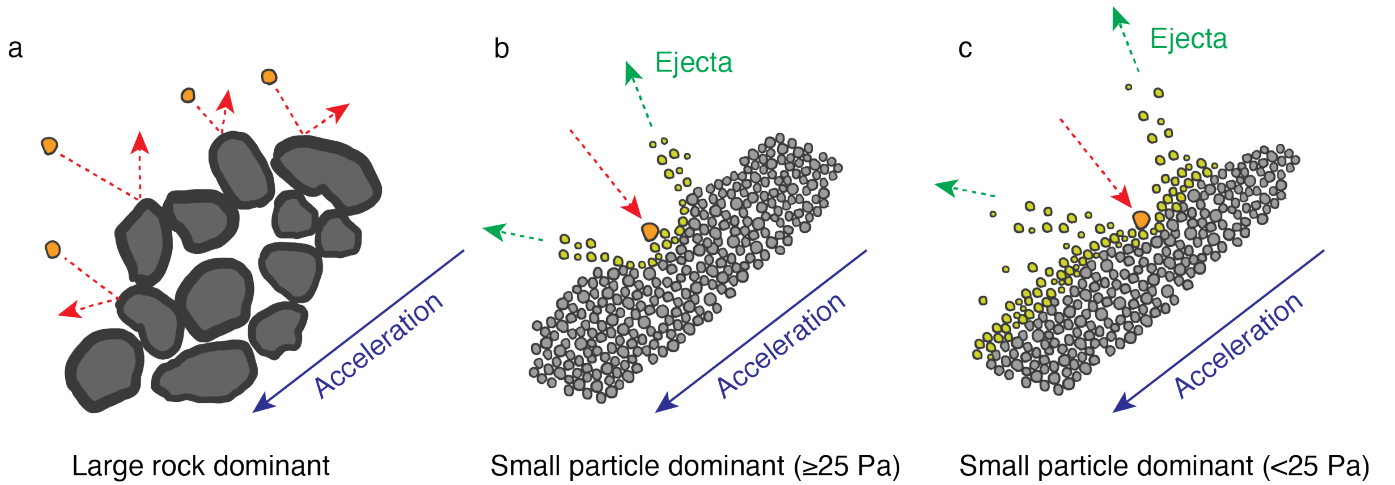 a
b
c
Ejecta
Ejecta
Acceleration
Acceleration
Acceleration
Large rock dominant
Small particle dominant (≥25 Pa)
Small particle dominant (<25 Pa)